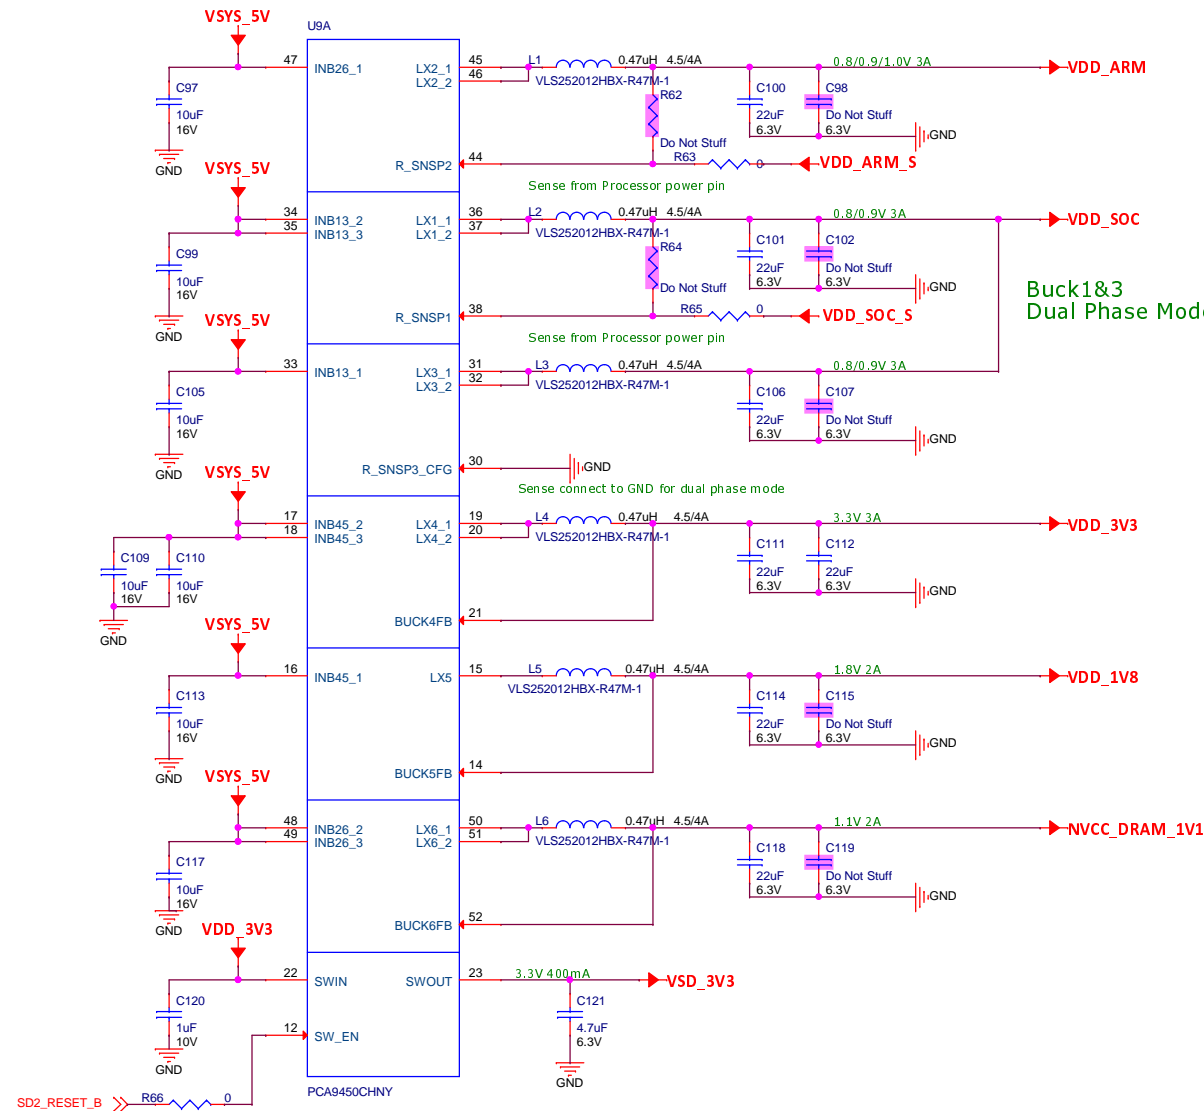 VSYS_5V
U9A
47
INB26_1
LX2_1
45
LX2_2
46
L1
0.47uH 4.5/4A
VLS252012HBX-R47M-1
0.8/0.9/1.0V 3A
VDD_ARM
C97
10uF
16V
GND
R62
Do Not Stuff
C100
22uF
6.3V
C98
Do Not Stuff
6.3V
GND
R_SNSP2
44
R63
0
VDD_ARM_S
Sense from Processor power pin
VSYS_5V
34
INB13_2
35
INB13_3
LX1_1
36
LX1_2
37
L2
0.47uH 4.5/4A
VLS252012HBX-R47M-1
0.8/0.9V 3A
VDD_SOC
C99
10uF
16V
GND
R64
Do Not Stuff
C101
22uF
6.3V
C102
Do Not Stuff
6.3V
GND
Buck1&3
Dual Phase Mod
R_SNSP1
38
R65
0
VDD_SOC_S
Sense from Processor power pin
VSYS_5V
33
INB13_1
LX3_1
31
LX3_2
32
L3
0.47uH 4.5/4A
VLS252012HBX-R47M-1
0.8/0.9V 3A
C105
10uF
16V
GND
C106
22uF
6.3V
C107
Do Not Stuff
6.3V
GND
R_SNSP3_CFG
30
GND
Sense connect to GND for dual phase mode
VSYS_5V
17
INB45_2
18
INB45_3
LX4_1
19
LX4_2
20
L4
0.47uH 4.5/4A
VLS252012HBX-R47M-1
3.3V 3A
VDD_3V3
C109
10uF
16V
C110
10uF
16V
GND
C111
22uF
6.3V
C112
22uF
6.3V
GND
BUCK4FB
21
VSYS_5V
16
INB45_1
LX5
15
L5
0.47uH 4.5/4A
VLS252012HBX-R47M-1
1.8V 2A
VDD_1V8
C113
10uF
16V
GND
C114
22uF
6.3V
C115
Do Not Stuff
6.3V
GND
BUCK5FB
14
VSYS_5V
48
INB26_2
49
INB26_3
LX6_1
50
LX6_2
51
L6
0.47uH 4.5/4A
VLS252012HBX-R47M-1
1.1V 2A
NVCC_DRAM_1V1
C117
10uF
16V
GND
C118
22uF
6.3V
C119
Do Not Stuff
6.3V
GND
BUCK6FB
52
VDD_3V3
22
SWIN
SWOUT
23
3.3V 400mA
VSD_3V3
C120
1uF
10V
GND
C121
4.7uF
6.3V
GND
12
SW_EN
PCA9450CHNY
SD2_RESET_B
R66
0